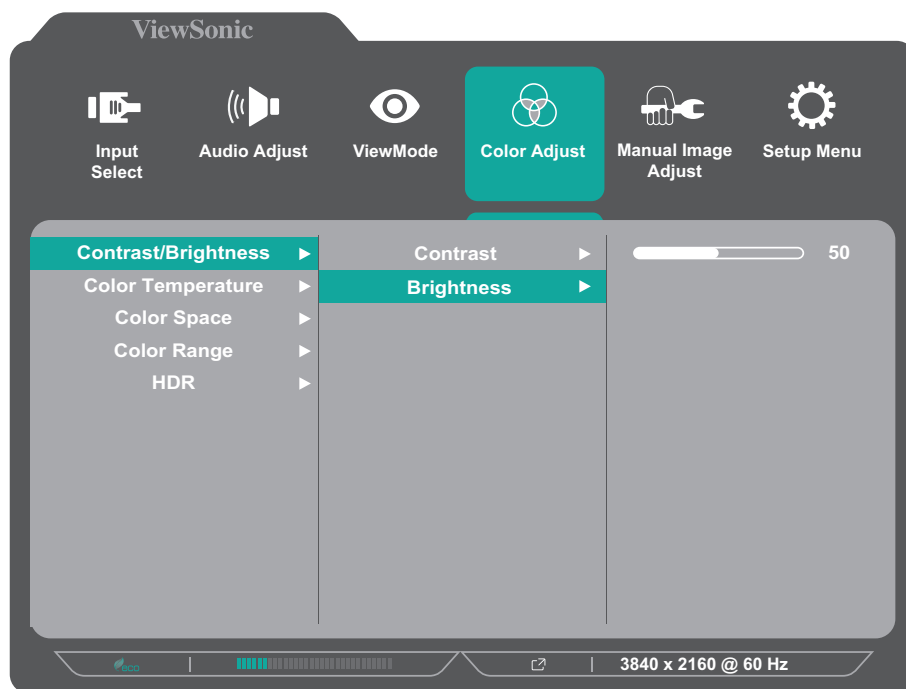 ViewSonic
Input
Select
Audio Adjust
ViewMode
Color Adjust
Manual Image
Adjust
Setup Menu
Contrast/Brightness
Color Temperature
Color Space
Color Range
HDR
Contrast
Brightness
50
eco
3840 x 2160 @ 60 Hz